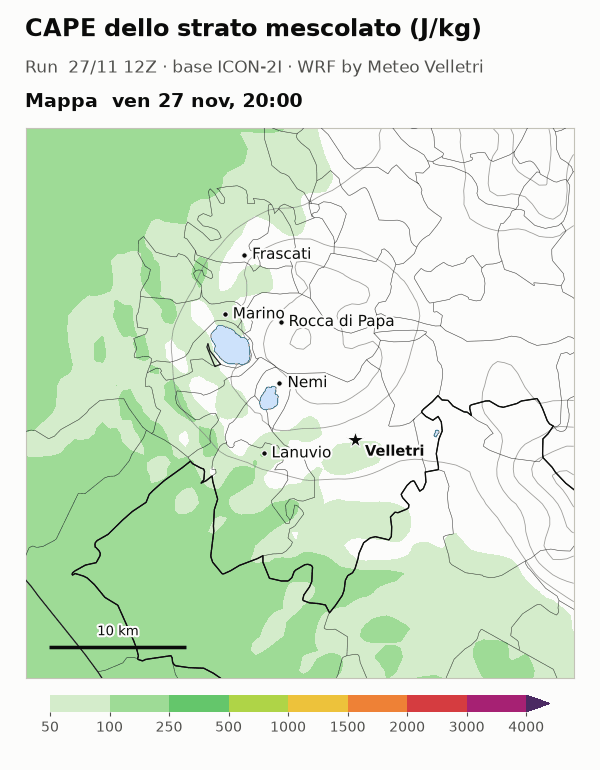 CAPE dello strato mescolato (J/kg)
Run  27/11 12Z · base ICON-2I · WRF by Meteo Velletri
Mappa  ven 27 nov, 20:00
Frascati
Marino
Rocca di Papa
Nemi
Velletri
Lanuvio
10 km
50 100 250 500 1000 1500 2000 3000 4000